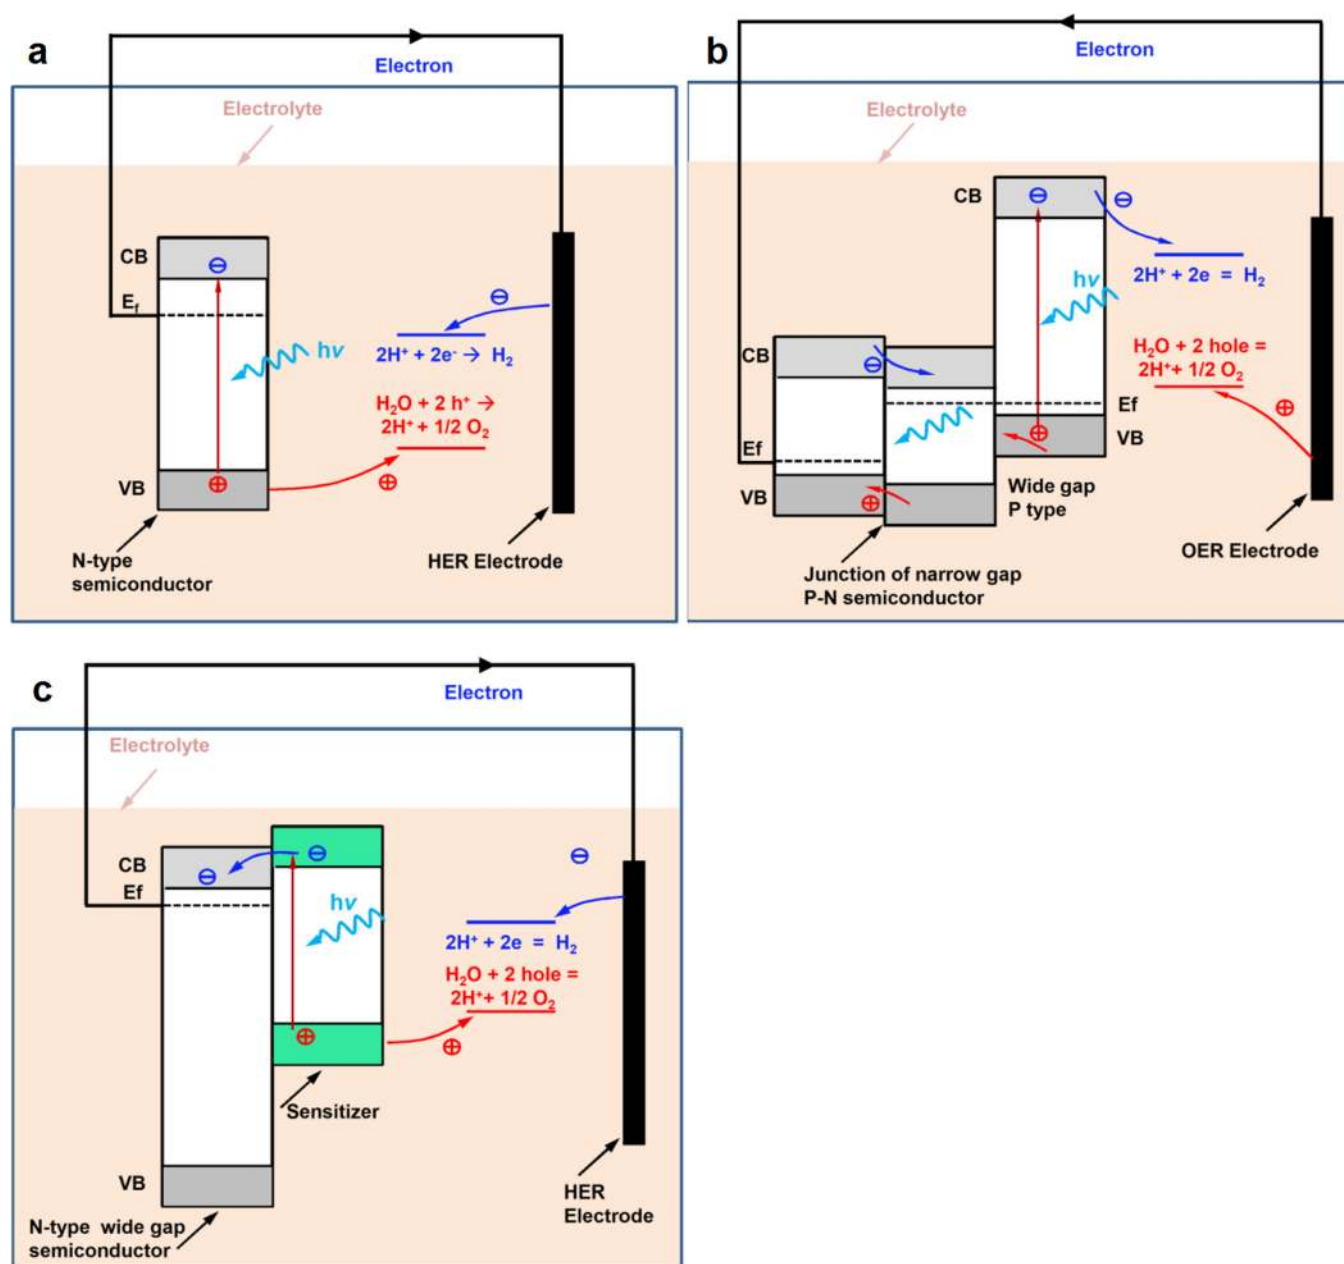 a
Electron
Electrolyte
CB
E<sub>f</sub>
hν
2H⁺ + 2e⁻ → H₂
H₂O + 2 h⁺ →
2H⁺ + 1/2 O₂
VB
N-type
semiconductor
HER Electrode
b
Electron
Electrolyte
CB
hν
2H⁺ + 2e = H₂
CB
H₂O + 2 hole =
2H⁺ + 1/2 O₂
Ef
Ef
VB
VB
Wide gap
P type
Junction of narrow gap
P-N semiconductor
OER Electrode
c
Electron
Electrolyte
CB
Ef
hν
2H⁺ + 2e = H₂
H₂O + 2 hole =
2H⁺ + 1/2 O₂
Sensitizer
VB
HER
Electrode
N-type wide gap
semiconductor